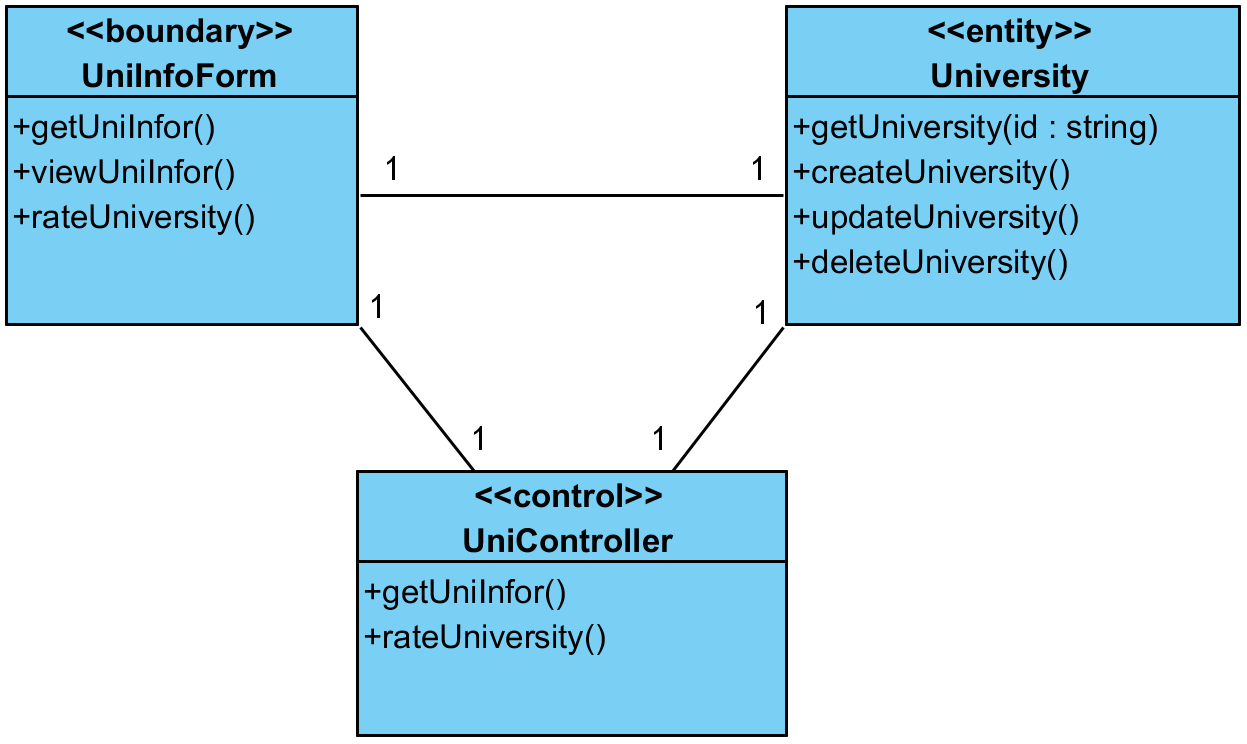 <<boundary>>
UniInfoForm
+getUniInfor()
+viewUniInfor()
+rateUniversity()
<<entity>>
University
+getUniversity(id : string)
+createUniversity()
+updateUniversity()
+deleteUniversity()
1
1
1
1
1
1
<<control>>
UniController
+getUniInfor()
+rateUniversity()